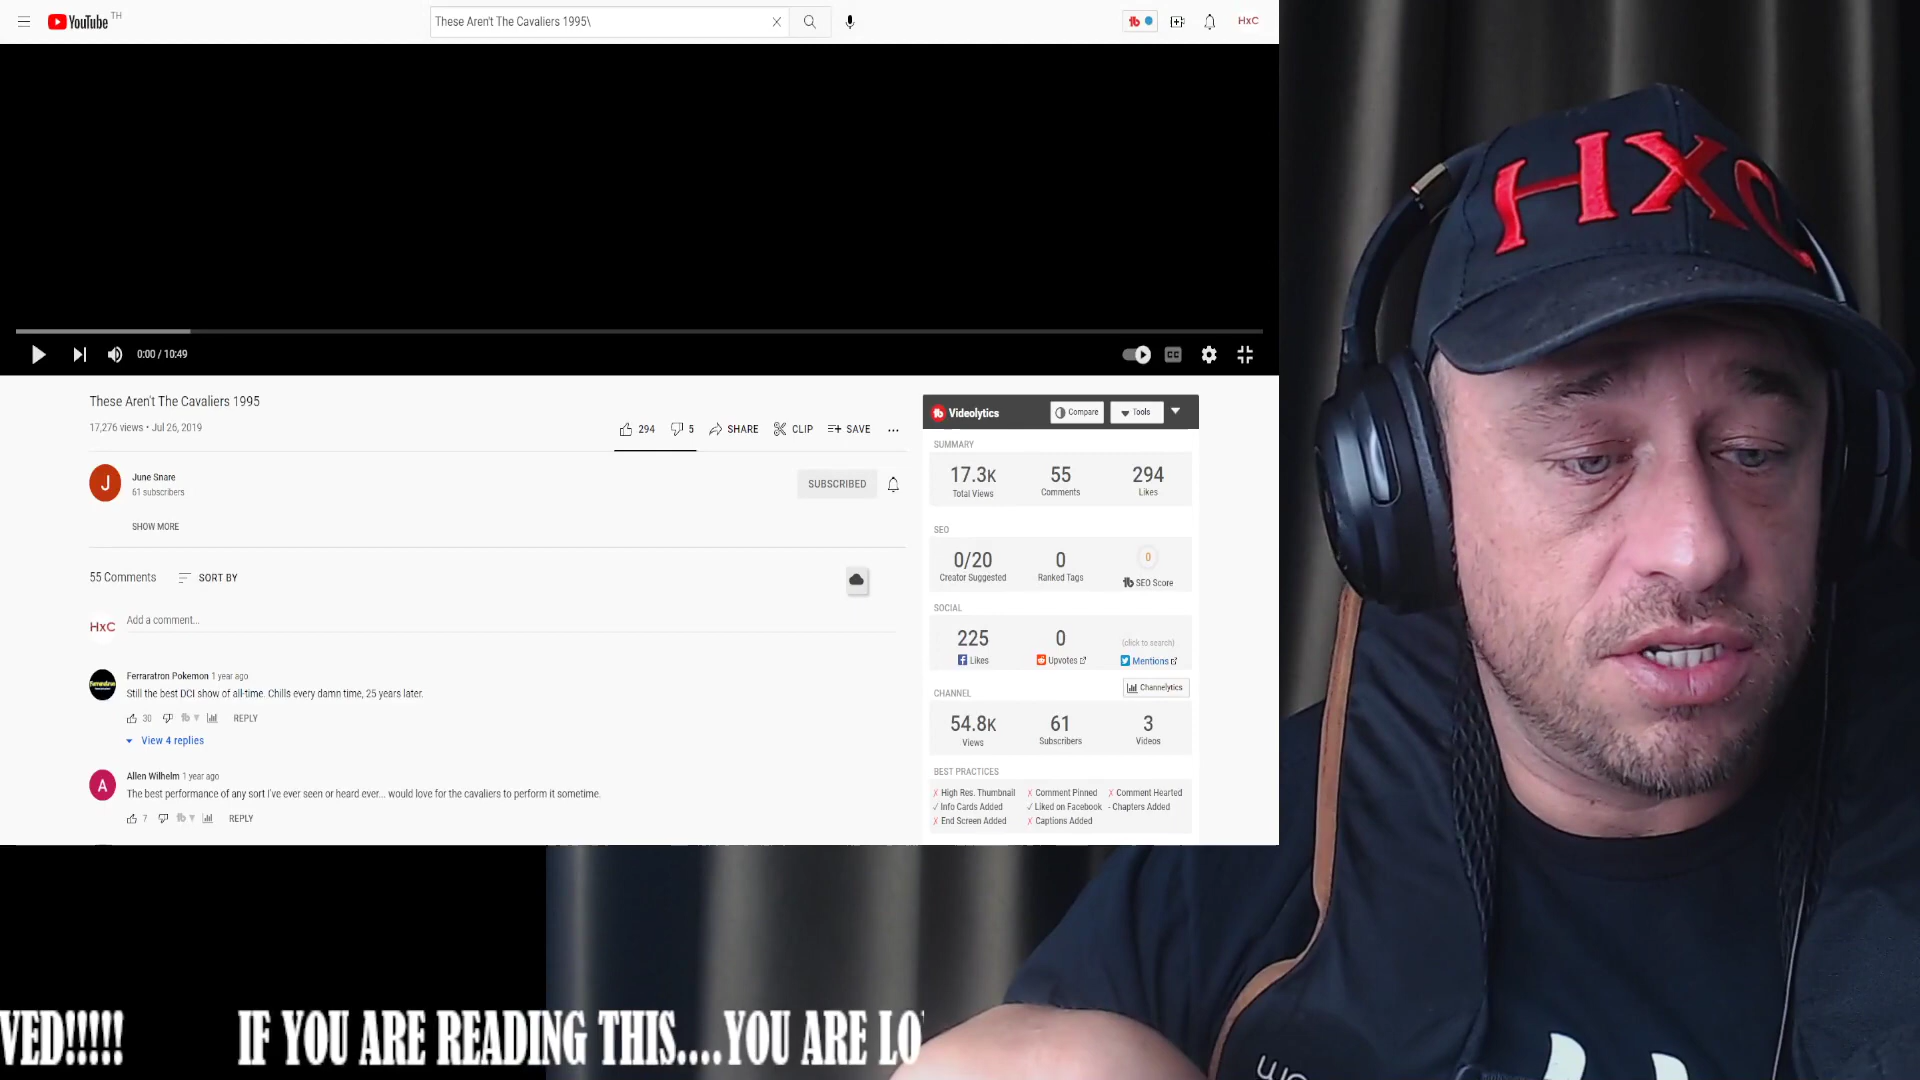 YouTube TH
These Aren't The Cavaliers 1995\
HxC
HXC
0:00 / 10:49
CC
These Aren't The Cavaliers 1995
17,276 views • Jul 26, 2019
294
5
SHARE
CLIP
SAVE
...
J
June Snare
61 subscribers
SUBSCRIBED
SHOW MORE
55 Comments
SORT BY
HxC
Add a comment...
Ferraratron Pokemon 1 year ago
Still the best DCI show of all-time. Chills every damn time, 25 years later.
30
REPLY
View 4 replies
A
Allen Wilhelm 1 year ago
The best performance of any sort I've ever seen or heard ever... would love for the cavaliers to perform it sometime.
7
REPLY
Videolytics
Compare
Tools
SUMMARY
17.3K 55 294
Total Views Comments Likes
SEO
0/20 0 0
Creator Suggested Ranked Tags SEO Score
SOCIAL
225 0 (click to search)
Likes Upvotes Mentions
CHANNEL
Channelytics
54.8K 61 3
Views Subscribers Videos
BEST PRACTICES
✗ High Res. Thumbnail ✗ Comment Pinned ✗ Comment Hearted
✓ Info Cards Added ✓ Liked on Facebook - Chapters Added
✗ End Screen Added ✗ Captions Added
VED!!!!! IF YOU ARE READING THIS....YOU ARE LO